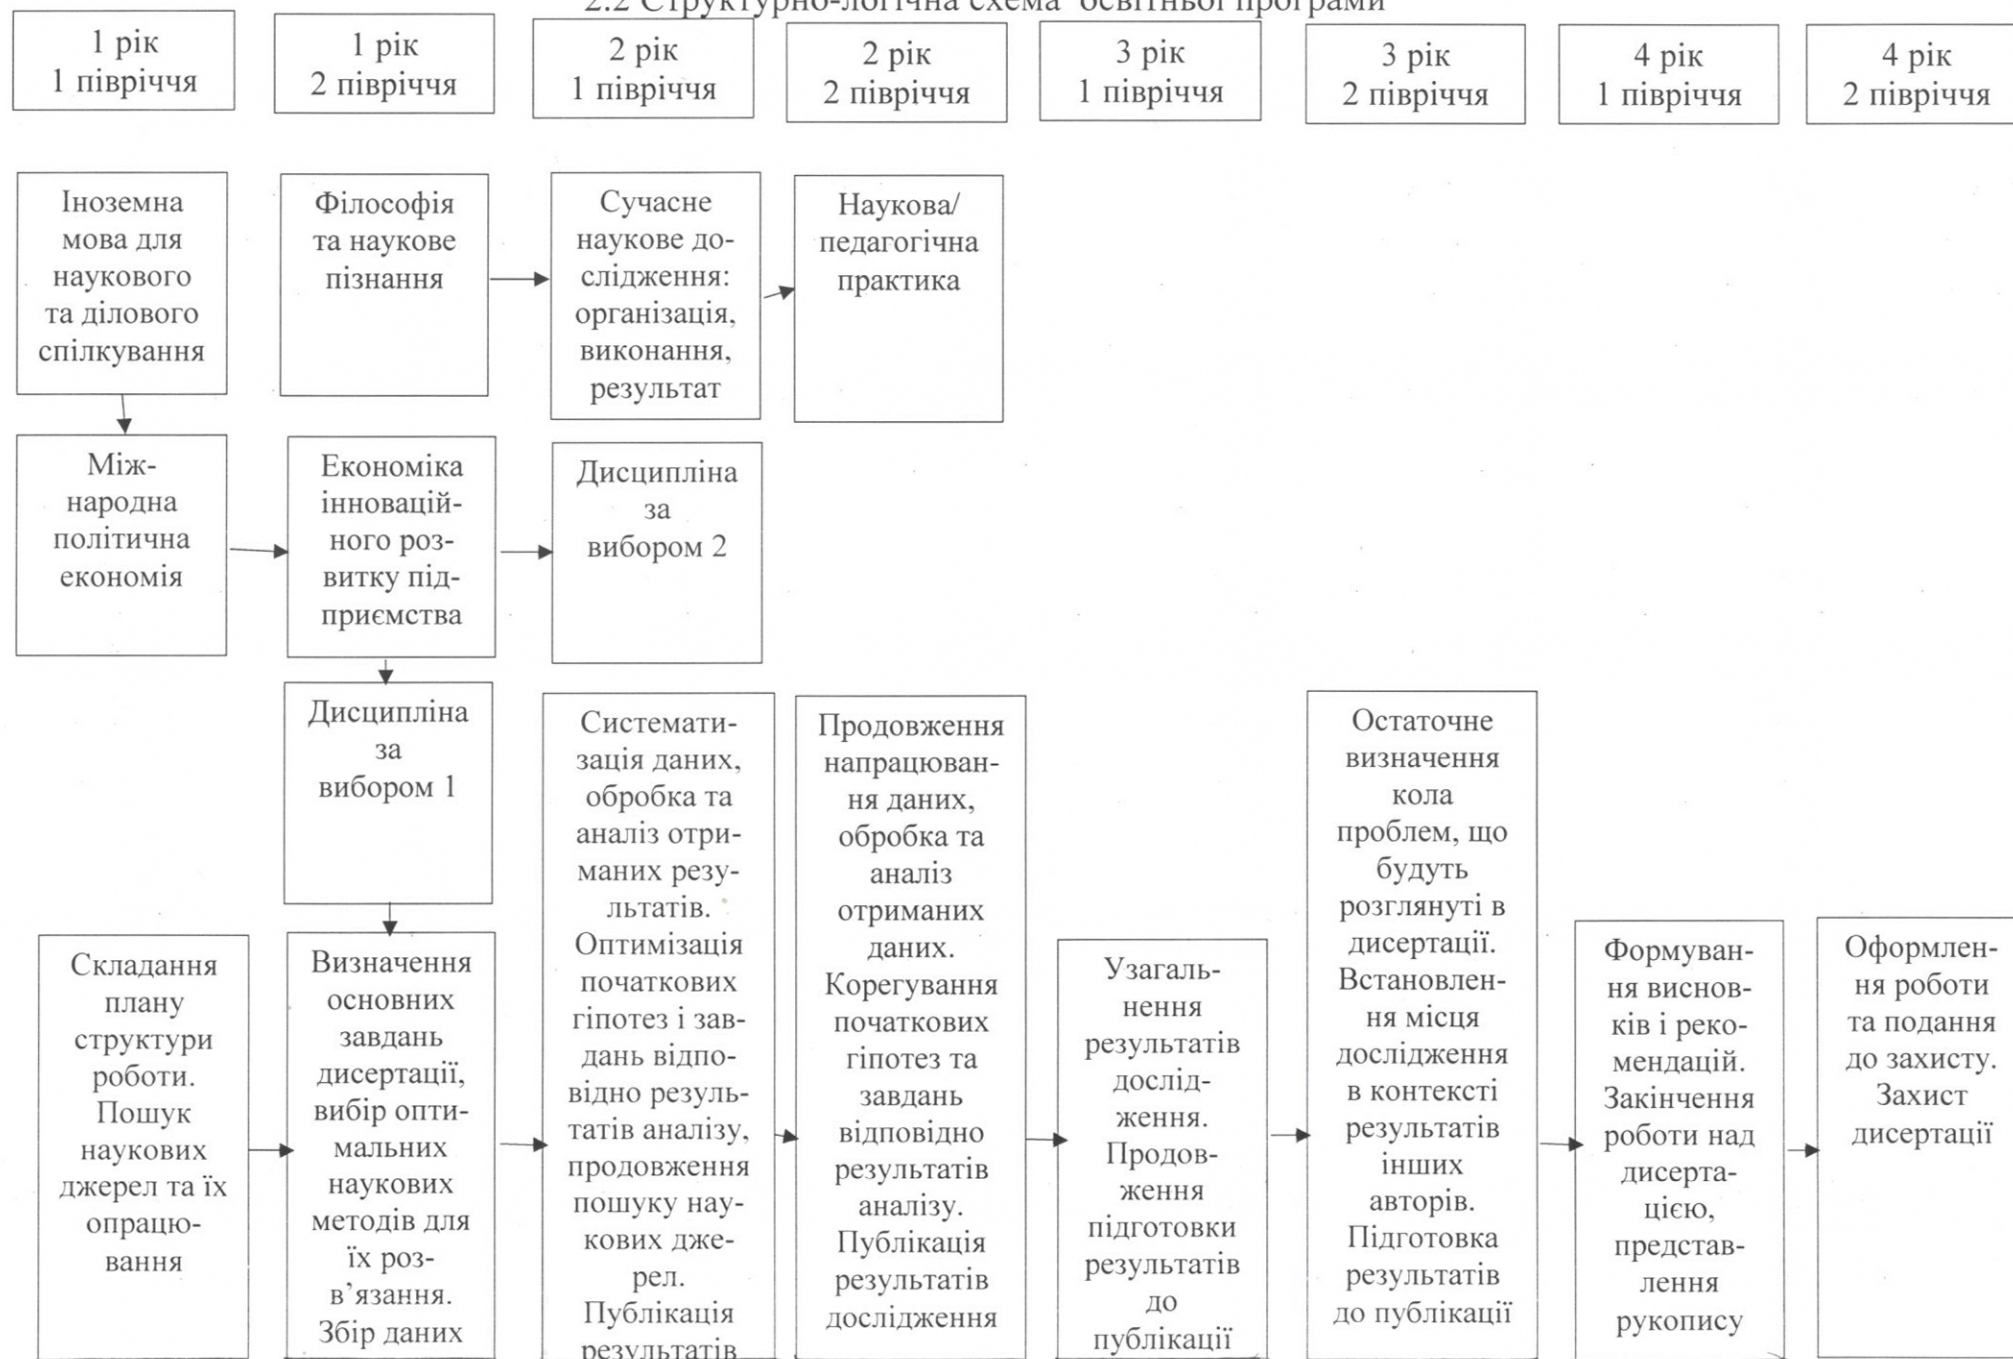 2.2 Структурно-логічна схема освітньої програми
1 рік
1 півріччя
1 рік
2 півріччя
2 рік
1 півріччя
2 рік
2 півріччя
3 рік
1 півріччя
3 рік
2 півріччя
4 рік
1 півріччя
4 рік
2 півріччя
Іноземна
мова для
наукового
та ділового
спілкування
Філософія
та наукове
пізнання
Сучасне
наукове до-
слідження:
організація,
виконання,
результат
Наукова/
педагогічна
практика
Між-
народна
політична
економія
Економіка
інновацій-
ного роз-
витку під-
приємства
Дисципліна
за
вибором 2
Дисципліна
за
вибором 1
Складання
плану
структури
роботи.
Пошук
наукових
джерел та їх
опрацю-
вання
Визначення
основних
завдань
дисертації,
вибір опти-
мальних
наукових
методів для
їх роз-
в’язання.
Збір даних
Системати-
зація даних,
обробка та
аналіз отри-
маних резу-
льтатів.
Оптимізація
початкових
гіпотез і зав-
дань відпо-
відно резуль-
татів аналізу,
продовження
пошуку нау-
кових дже-
рел.
Публікація
результатів
Продовження
напрацюван-
ня даних,
обробка та
аналіз
отриманих
даних.
Корегування
початкових
гіпотез та
завдань
відповідно
результатів
аналізу.
Публікація
результатів
дослідження
Узагаль-
нення
результатів
дослід-
ження.
Продов-
ження
підготовки
результатів
до
публікації
Остаточне
визначення
кола
проблем, що
будуть
розглянуті в
дисертації.
Встановлен-
ня місця
дослідження
в контексті
результатів
інших
авторів.
Підготовка
результатів
до публікації
Формуван-
ня виснов-
ків і реко-
мендацій.
Закінчення
роботи над
дисерта-
цією,
представ-
лення
рукопису
Оформлен-
ня роботи
та подання
до захисту.
Захист
дисертації